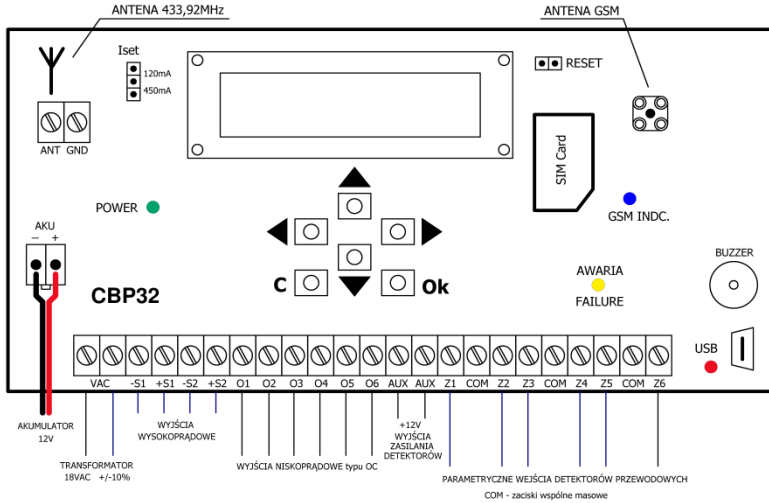 ANTENA 433,92MHz
ANTENA GSM
Iset
120mA
450mA
RESET
ANT GND
SIM Card
POWER
GSM INDC.
AKU
– +
BUZZER
AWARIA
FAILURE
C
Ok
CBP32
USB
VAC -S1 +S1 -S2 +S2 O1 O2 O3 O4 O5 O6 AUX AUX Z1 COM Z2 Z3 COM Z4 Z5 COM Z6
AKUMULATOR
12V
WYJŚCIA
WYSOKOPRĄDOWE
+12V
WYJŚCIA
ZASILANIA
DETEKTORÓW
TRANSFORMATOR
18VAC +/-10%
WYJŚCIA NISKOPRĄDOWE typu OC
PARAMETRYCZNE WEJŚCIA DETEKTORÓW PRZEWODOWYCH
COM - zaciski wspólne masowe